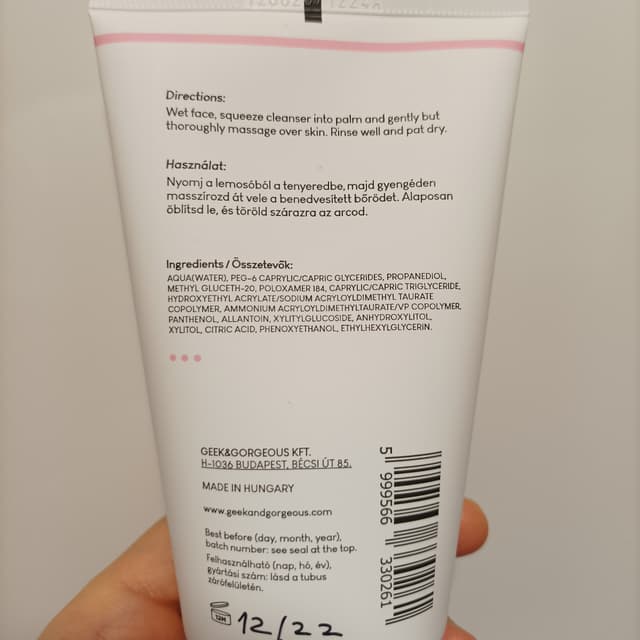 Directions:
Wet face, squeeze cleanser into palm and gently but
thoroughly massage over skin. Rinse well and pat dry.
Használat:
Nyomj a lemosóból a tenyeredbe, majd gyengéden
masszírozd át vele a benedvesített bőrödet. Alaposan
öblítsd le, és töröld szárazra az arcod.
Ingredients / Összetevők:
AQUA(WATER), PEG-6 CAPRYLIC/CAPRIC GLYCERIDES, PROPANEDIOL,
METHYL GLUCETH-20, POLOXAMER 184, CAPRYLIC/CAPRIC TRIGLYCERIDE,
HYDROXYETHYL ACRYLATE/SODIUM ACRYLOYLDIMETHYL TAURATE
COPOLYMER, AMMONIUM ACRYLOYLDIMETHYLTAURATE/VP COPOLYMER,
PANTHENOL, ALLANTOIN, XYLITYLGLUCOSIDE, ANHYDROXYLITOL,
XYLITOL, CITRIC ACID, PHENOXYETHANOL, ETHYLHEXYLGLYCERIN.
GEEK&GORGEOUS KFT.
H-1036 BUDAPEST, BÉCSI ÚT 85.
MADE IN HUNGARY
www.geekandgorgeous.com
Best before (day, month, year),
batch number: see seal at the top.
Felhasználható (nap, hó, év),
gyártási szám: lásd a tubus
zárófelületén.
12M
12/22
5 999566 330261